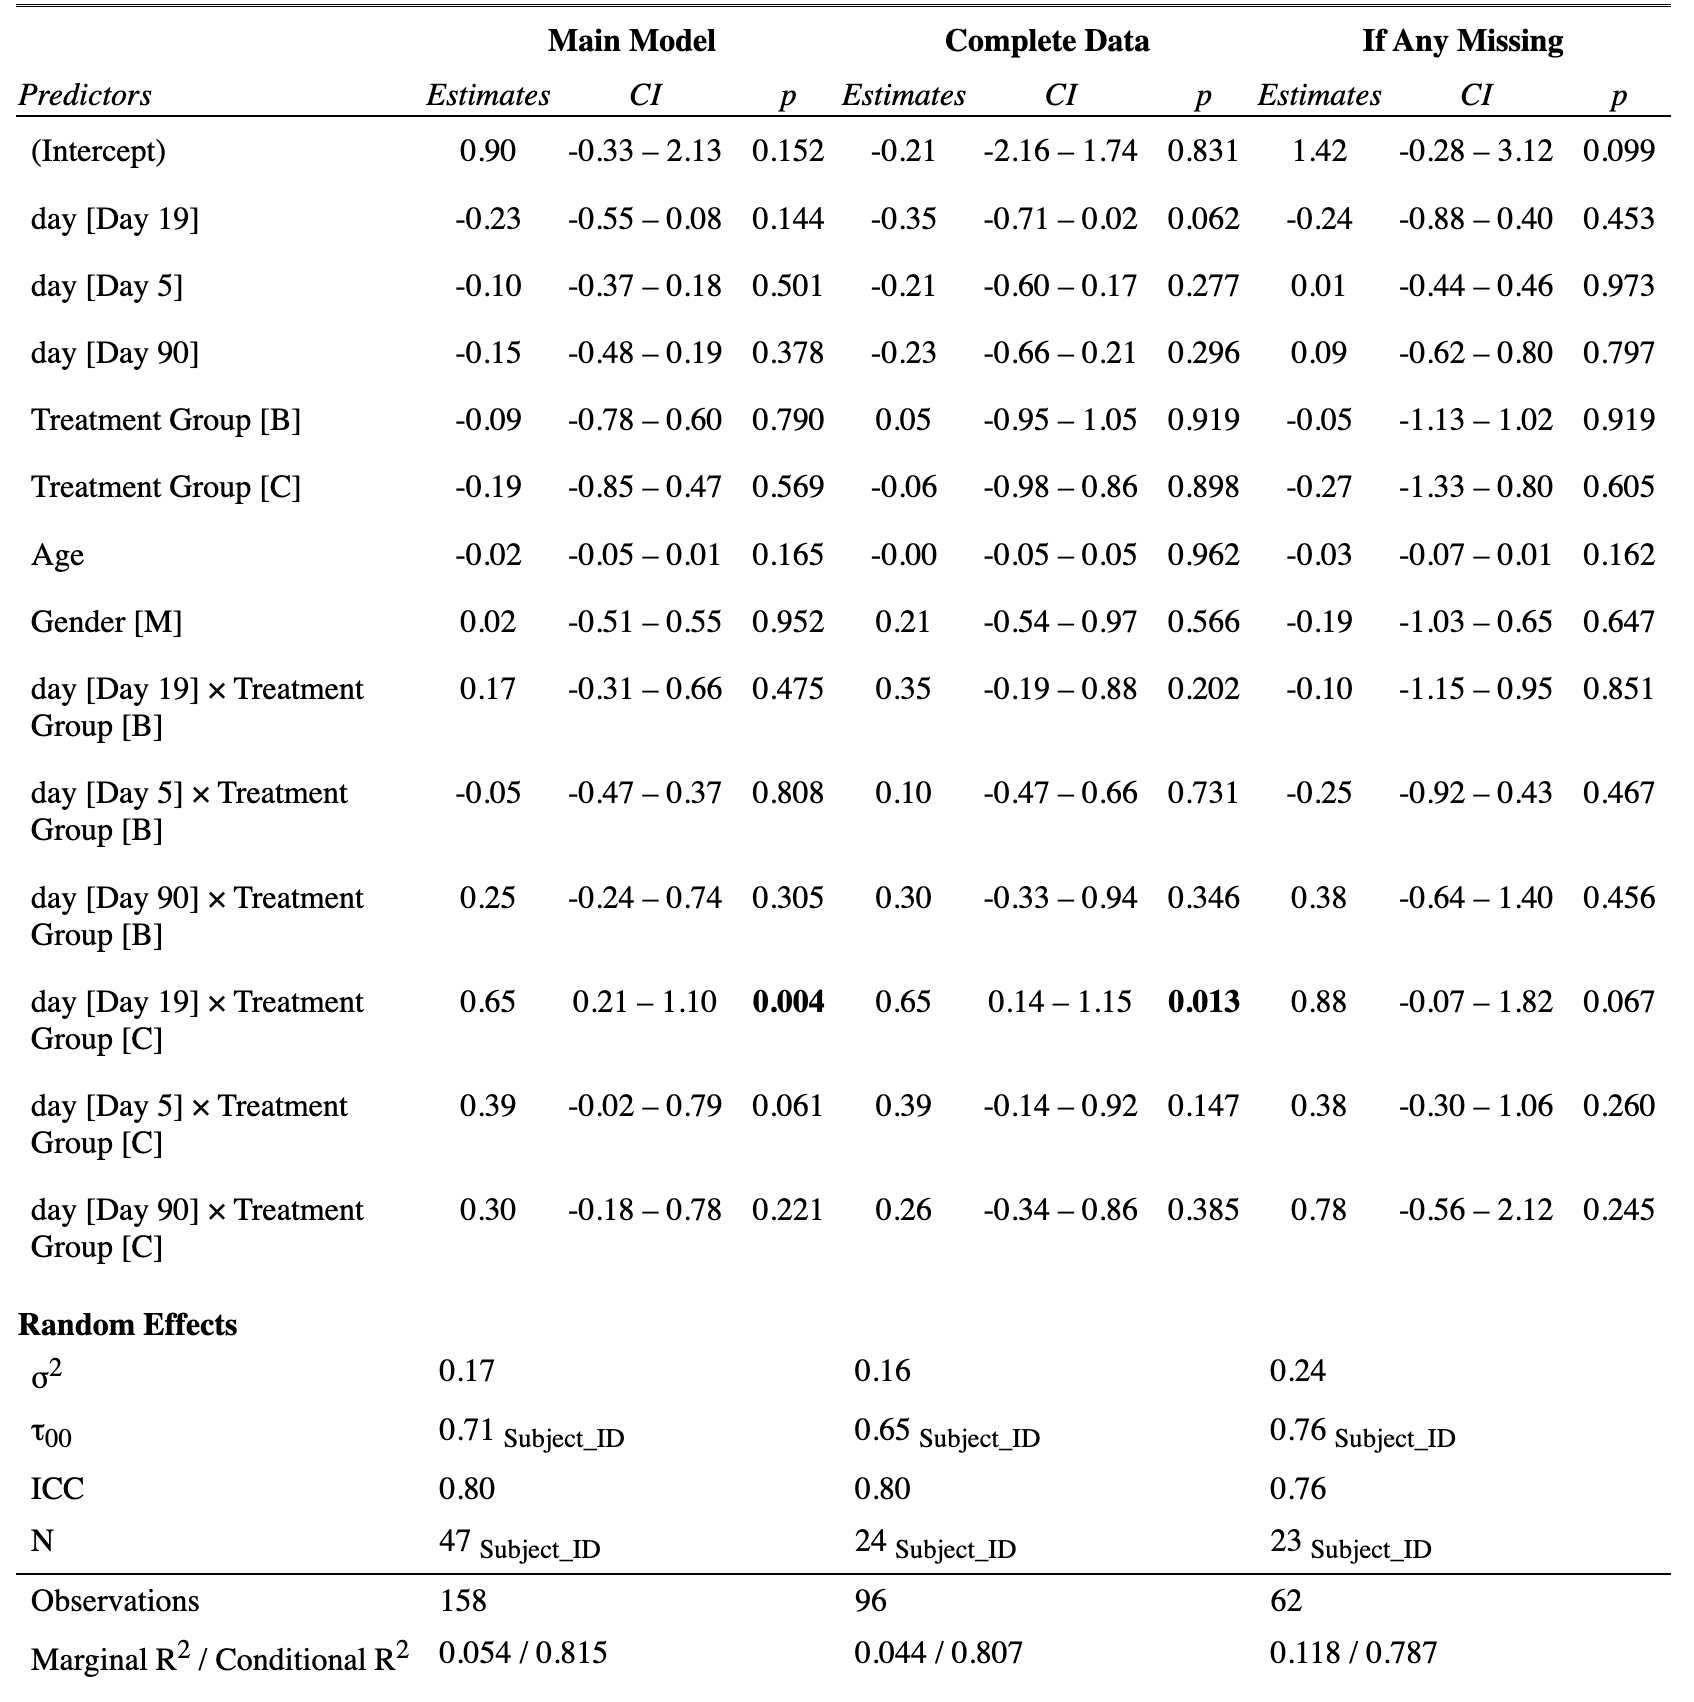 Main Model Complete Data If Any Missing
Predictors Estimates CI p Estimates CI p Estimates CI p
(Intercept) 0.90 -0.33 – 2.13 0.152 -0.21 -2.16 – 1.74 0.831 1.42 -0.28 – 3.12 0.099
day [Day 19] -0.23 -0.55 – 0.08 0.144 -0.35 -0.71 – 0.02 0.062 -0.24 -0.88 – 0.40 0.453
day [Day 5] -0.10 -0.37 – 0.18 0.501 -0.21 -0.60 – 0.17 0.277 0.01 -0.44 – 0.46 0.973
day [Day 90] -0.15 -0.48 – 0.19 0.378 -0.23 -0.66 – 0.21 0.296 0.09 -0.62 – 0.80 0.797
Treatment Group [B] -0.09 -0.78 – 0.60 0.790 0.05 -0.95 – 1.05 0.919 -0.05 -1.13 – 1.02 0.919
Treatment Group [C] -0.19 -0.85 – 0.47 0.569 -0.06 -0.98 – 0.86 0.898 -0.27 -1.33 – 0.80 0.605
Age -0.02 -0.05 – 0.01 0.165 -0.00 -0.05 – 0.05 0.962 -0.03 -0.07 – 0.01 0.162
Gender [M] 0.02 -0.51 – 0.55 0.952 0.21 -0.54 – 0.97 0.566 -0.19 -1.03 – 0.65 0.647
day [Day 19] × Treatment 0.17 -0.31 – 0.66 0.475 0.35 -0.19 – 0.88 0.202 -0.10 -1.15 – 0.95 0.851
Group [B]
day [Day 5] × Treatment -0.05 -0.47 – 0.37 0.808 0.10 -0.47 – 0.66 0.731 -0.25 -0.92 – 0.43 0.467
Group [B]
day [Day 90] × Treatment 0.25 -0.24 – 0.74 0.305 0.30 -0.33 – 0.94 0.346 0.38 -0.64 – 1.40 0.456
Group [B]
day [Day 19] × Treatment 0.65 0.21 – 1.10 0.004 0.65 0.14 – 1.15 0.013 0.88 -0.07 – 1.82 0.067
Group [C]
day [Day 5] × Treatment 0.39 -0.02 – 0.79 0.061 0.39 -0.14 – 0.92 0.147 0.38 -0.30 – 1.06 0.260
Group [C]
day [Day 90] × Treatment 0.30 -0.18 – 0.78 0.221 0.26 -0.34 – 0.86 0.385 0.78 -0.56 – 2.12 0.245
Group [C]
Random Effects
σ² 0.17 0.16 0.24
τ00 0.71 Subject_ID 0.65 Subject_ID 0.76 Subject_ID
ICC 0.80 0.80 0.76
N 47 Subject_ID 24 Subject_ID 23 Subject_ID
Observations 158 96 62
Marginal R² / Conditional R² 0.054 / 0.815 0.044 / 0.807 0.118 / 0.787